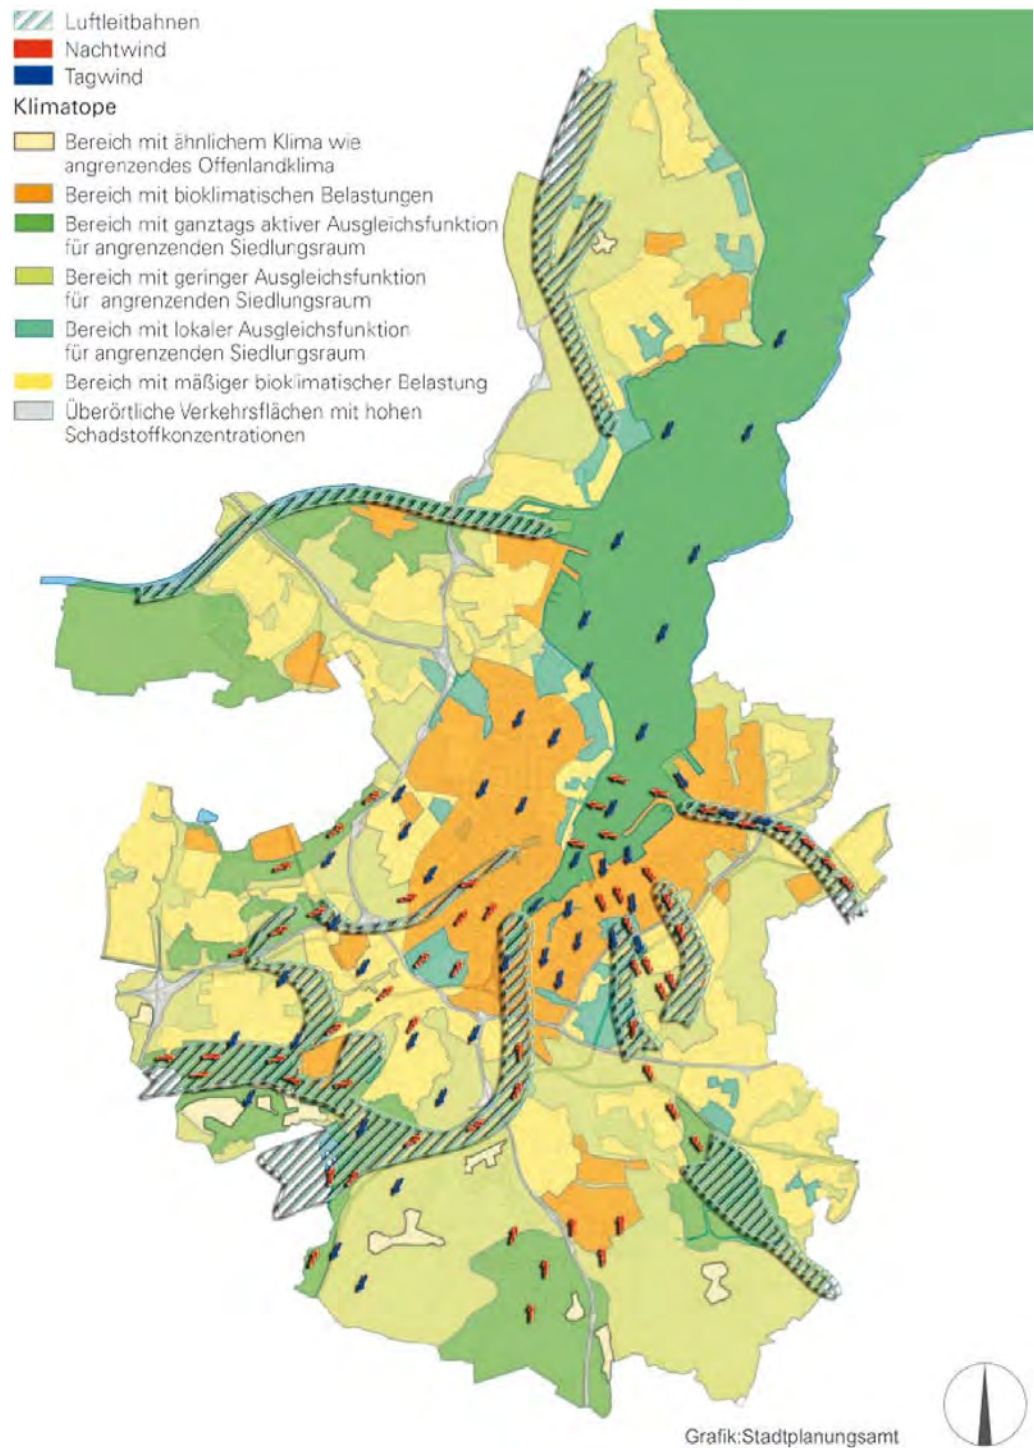 Luftleitbahnen
Nachtwind
Tagwind
Klimatope
Bereich mit ähnlichem Klima wie
angrenzendes Offenlandklima
Bereich mit bioklimatischen Belastungen
Bereich mit ganztags aktiver Ausgleichsfunktion
für angrenzenden Siedlungsraum
Bereich mit geringer Ausgleichsfunktion
für angrenzenden Siedlungsraum
Bereich mit lokaler Ausgleichsfunktion
für angrenzenden Siedlungsraum
Bereich mit mäßiger bioklimatischer Belastung
Überörtliche Verkehrsflächen mit hohen
Schadstoffkonzentrationen
Grafik:Stadtplanungsamt